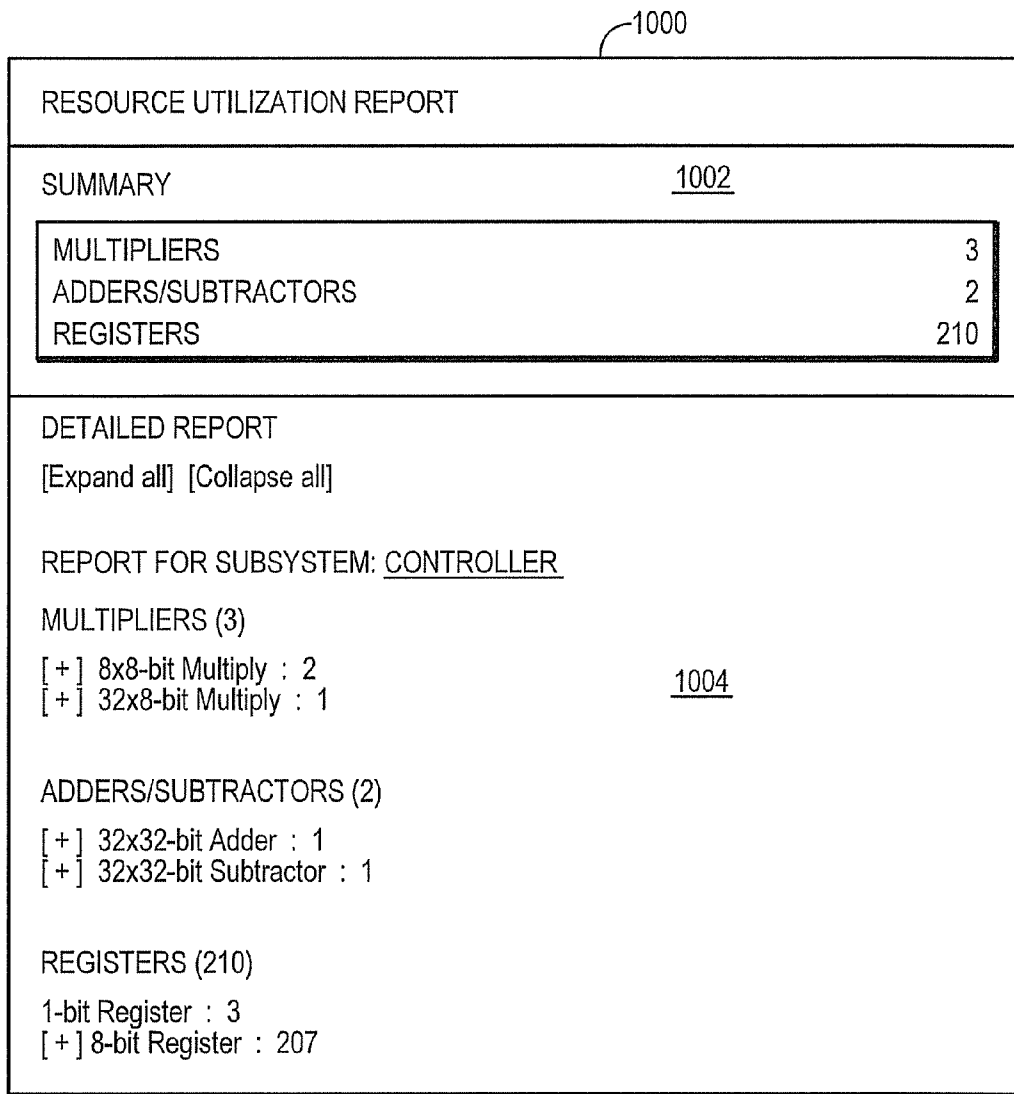 1000
RESOURCE UTILIZATION REPORT
SUMMARY 1002
MULTIPLIERS 3
ADDERS/SUBTRACTORS 2
REGISTERS 210
DETAILED REPORT
[Expand all] [Collapse all]
REPORT FOR SUBSYSTEM: CONTROLLER
MULTIPLIERS (3)
[+] 8x8-bit Multiply : 2
[+] 32x8-bit Multiply : 1
1004
ADDERS/SUBTRACTORS (2)
[+] 32x32-bit Adder : 1
[+] 32x32-bit Subtractor : 1
REGISTERS (210)
1-bit Register : 3
[+] 8-bit Register : 207